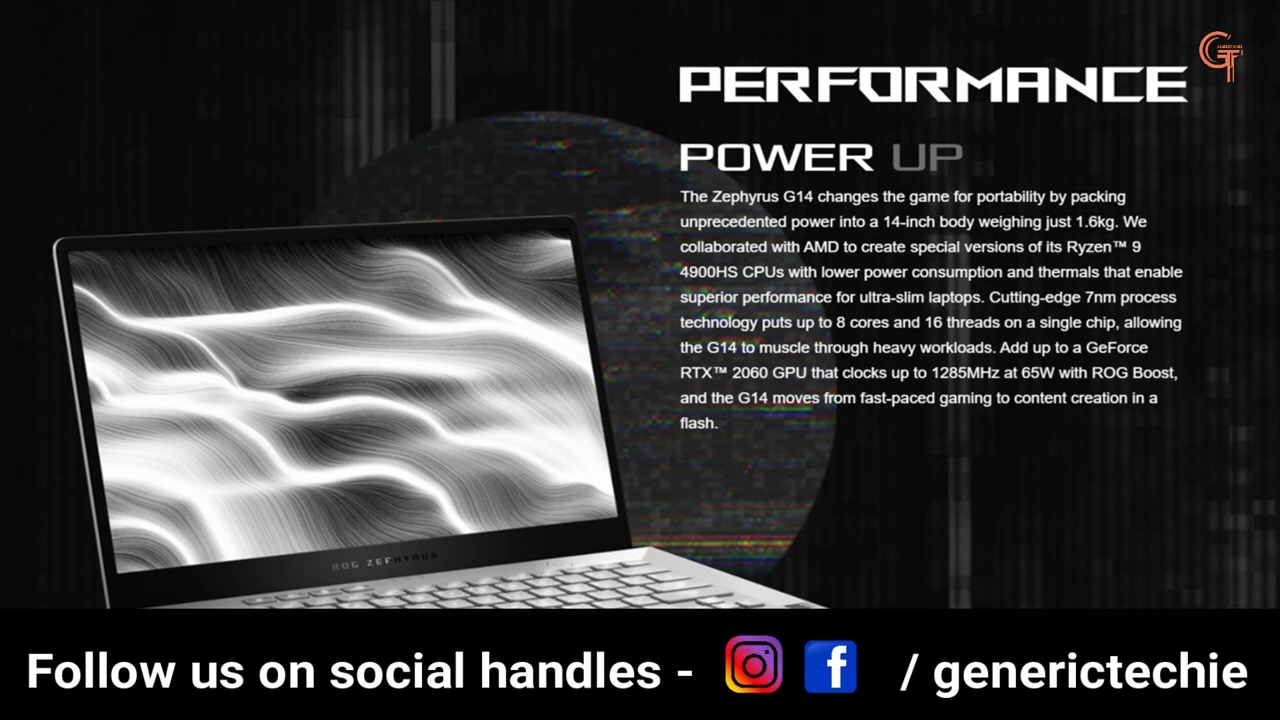 PERFORMANCE
POWER UP
The Zephyrus G14 changes the game for portability by packing
unprecedented power into a 14-inch body weighing just 1.6kg. We
collaborated with AMD to create special versions of its Ryzen™ 9
4900HS CPUs with lower power consumption and thermals that enable
superior performance for ultra-slim laptops. Cutting-edge 7nm process
technology puts up to 8 cores and 16 threads on a single chip, allowing
the G14 to muscle through heavy workloads. Add up to a GeForce
RTX™ 2060 GPU that clocks up to 1285MHz at 65W with ROG Boost,
and the G14 moves from fast-paced gaming to content creation in a
flash.
ROG ZEPHYRUS
Follow us on social handles - / generictechie